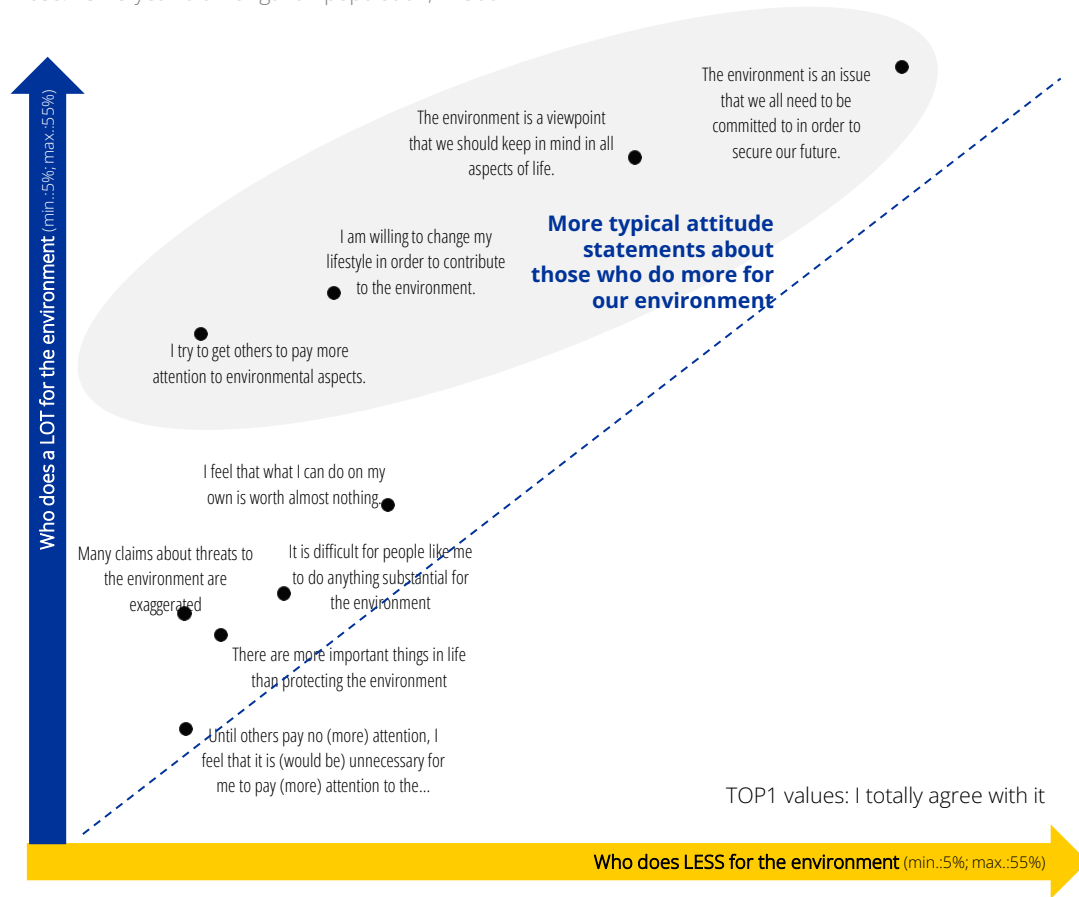 Who does a LOT for the environment (min.:5%; max.:55%)
The environment is an issue
that we all need to be
committed to in order to
secure our future.
The environment is a viewpoint
that we should keep in mind in all
aspects of life.
More typical attitude
statements about
those who do more for
our environment
I am willing to change my
lifestyle in order to contribute
to the environment.
I try to get others to pay more
attention to environmental aspects.
I feel that what I can do on my
own is worth almost nothing.
Many claims about threats to
the environment are
exaggerated
It is difficult for people like me
to do anything substantial for
the environment
There are more important things in life
than protecting the environment
Until others pay no (more) attention, I
feel that it is (would be) unnecessary for
me to pay (more) attention to the...
TOP1 values: I totally agree with it
Who does LESS for the environment (min.:5%; max.:55%)